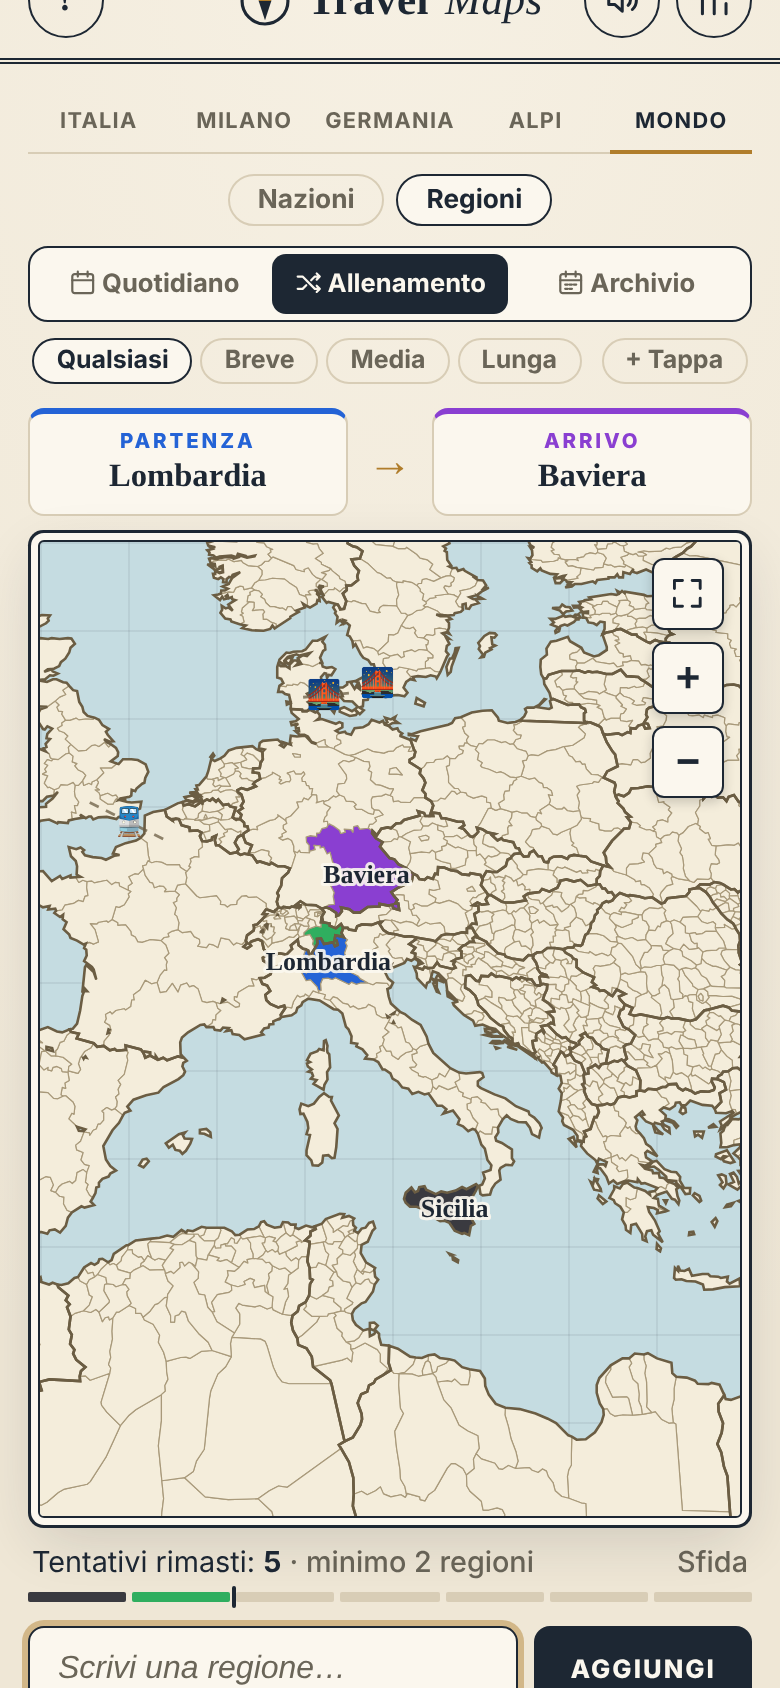 ?
Travel Maps
ITALIA MILANO GERMANIA ALPI MONDO
Nazioni Regioni
Quotidiano Allenamento Archivio
Qualsiasi Breve Media Lunga + Tappa
PARTENZA
Lombardia
→
ARRIVO
Baviera
+
−
Baviera
Lombardia
Sicilia
Tentativi rimasti: 5 · minimo 2 regioni Sfida
Scrivi una regione…
AGGIUNGI